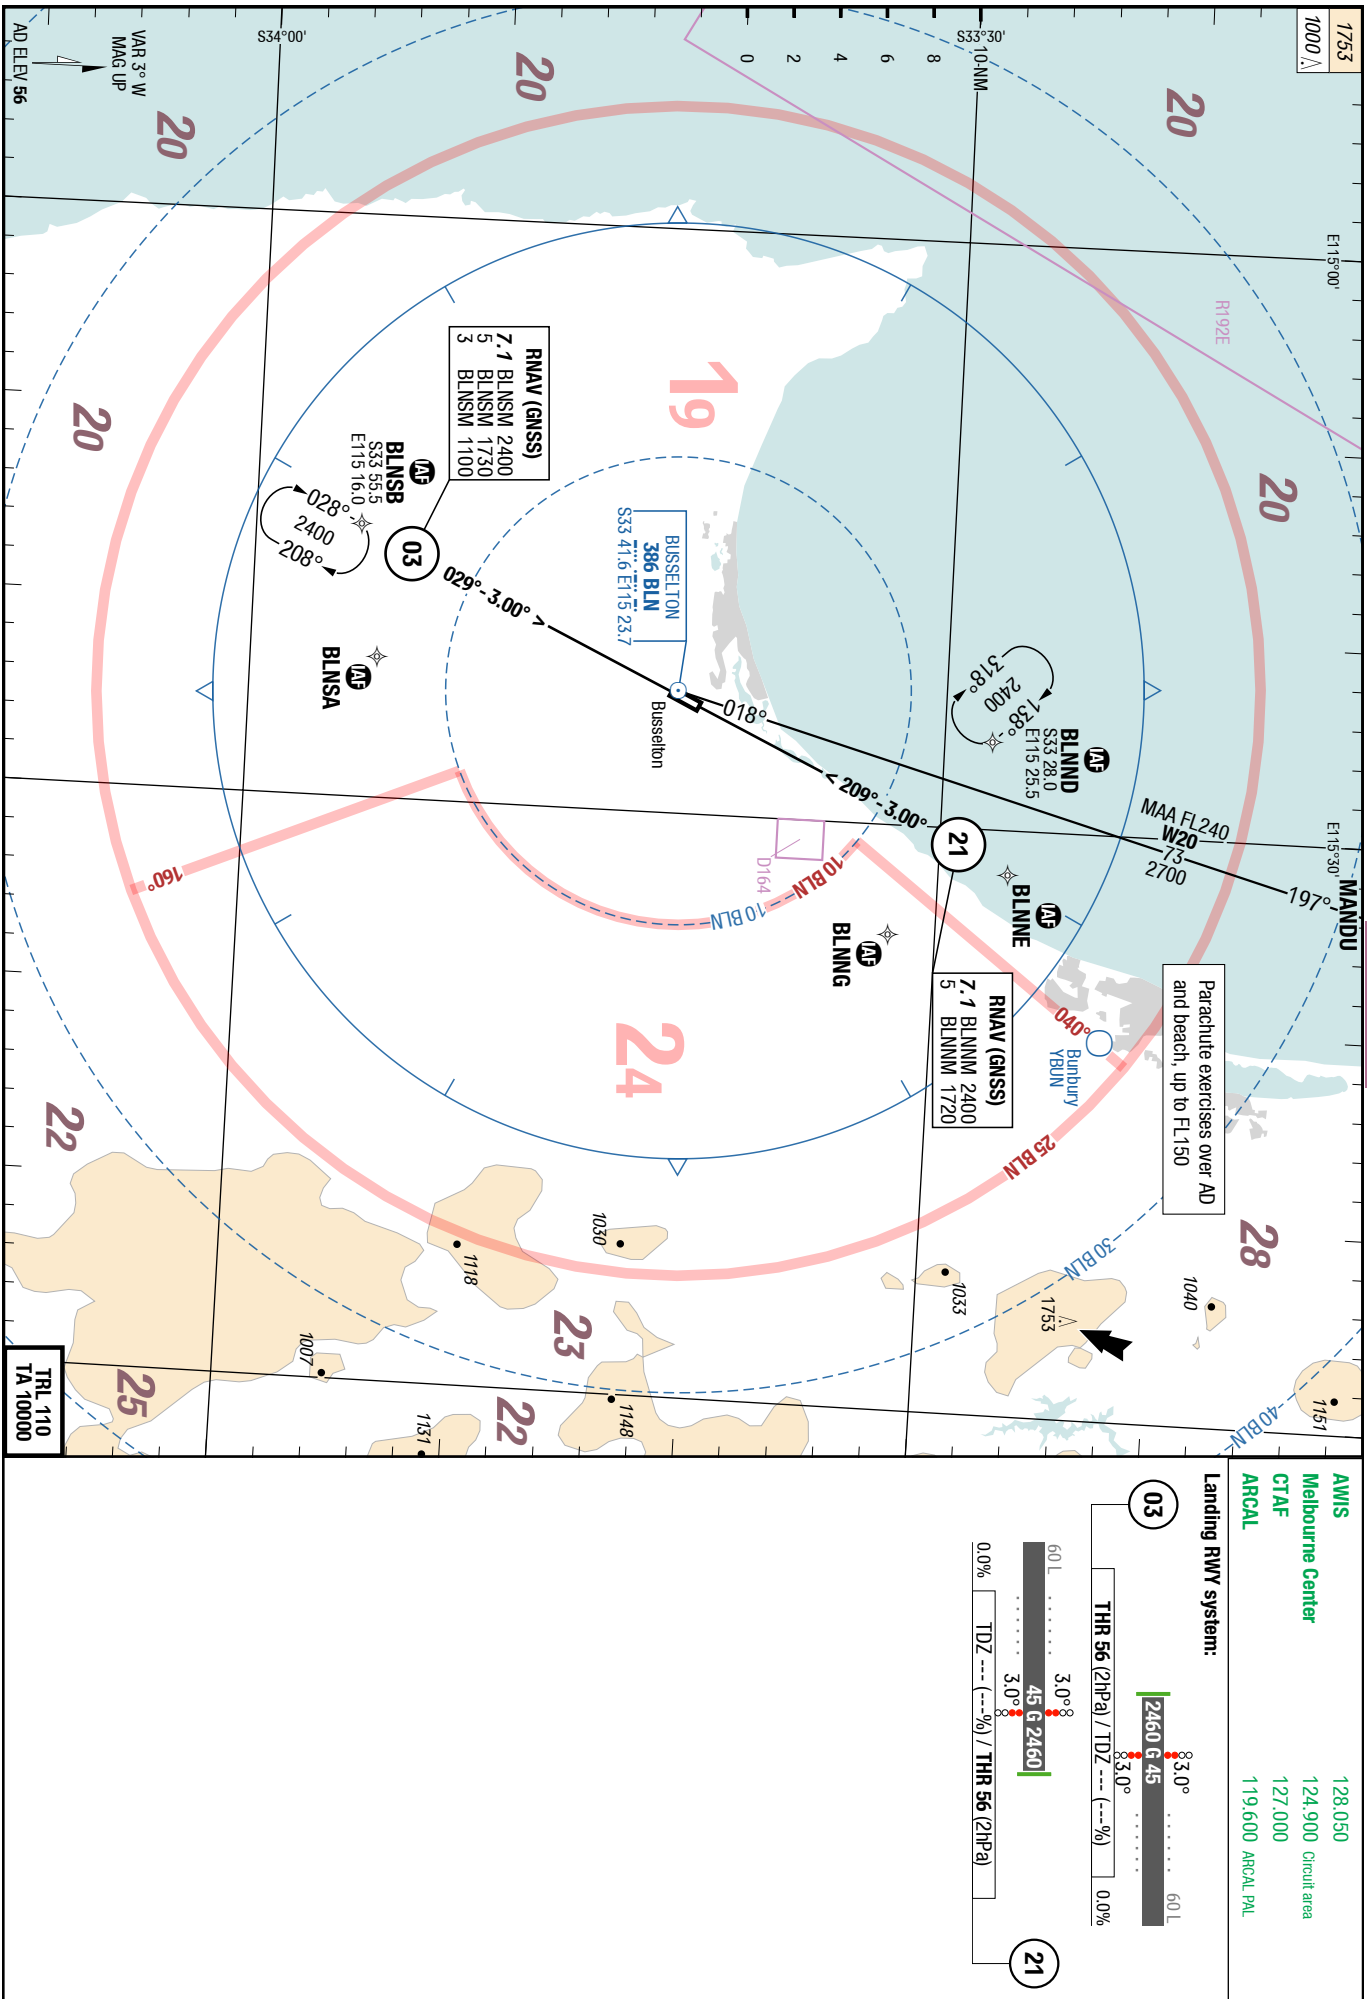 1753
1000
S33°30'
10-NM
8
6
4
2
0
S34°00'
VAR 3° W
MAG UP
AD ELEV 56
E115°00'
E115°30'
R192E
20
20
20
20
20
19
24
28
23
22
22
25
RNAV (GNSS)
7.1 BLNSM 2400
5 BLNSM 1730
3 BLNSM 1100
IAF
BLNSB
S33 55.5
E115 16.0
028°
2400
208°
03
029°-3.00° >
IAF
BLNSA
BUSSELTON
386 BLN
S33 41.6 E115 23.7
Busselton
018°
< 209°-3.00°
21
318°
2400
138°
IAF
BLNND
S33 28.0
E115 25.5
MAA FL240
W20
73
2700
197°
MANDU
IAF
BLNNE
IAF
BLNNG
D164
10 BLN
10 BLN
160°
040°
Bunbury
YBUN
25 BLN
30 BLN
40 BLN
RNAV (GNSS)
7.1 BLNNM 2400
5 BLNNM 1720
Parachute exercises over AD
and beach, up to FL150
1151
1040
1753
1033
1030
1118
1148
1007
1131
TRL 110
TA 10000
AWIS 128.050
Melbourne Center 124.900 Circuit area
CTAF 127.000
ARCAL 119.600 ARCAL PAL
Landing RWY system:
03
3.0°
60 L
2460 G 45
3.0°
THR 56 (2hPa) / TDZ --- (---%)
0.0%
60 L
3.0°
45 G 2460
3.0°
0.0%
TDZ --- (---%) / THR 56 (2hPa)
21